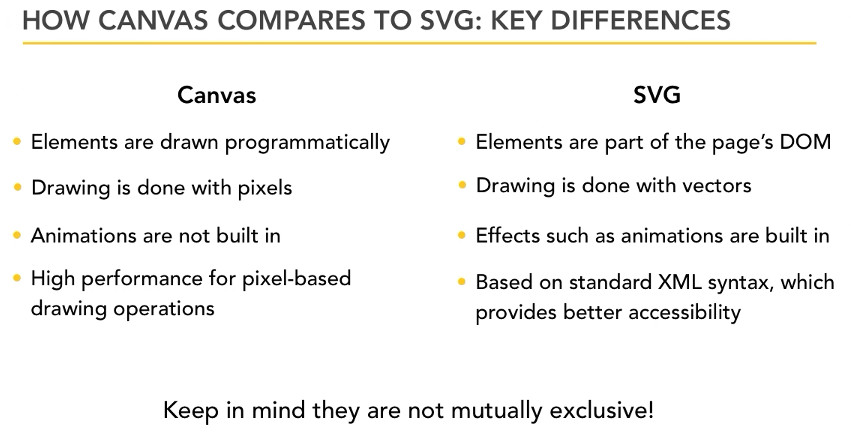 HOW CANVAS COMPARES TO SVG: KEY DIFFERENCES
Canvas
• Elements are drawn programmatically
• Drawing is done with pixels
• Animations are not built in
• High performance for pixel-based
drawing operations
SVG
• Elements are part of the page’s DOM
• Drawing is done with vectors
• Effects such as animations are built in
• Based on standard XML syntax, which
provides better accessibility
Keep in mind they are not mutually exclusive!